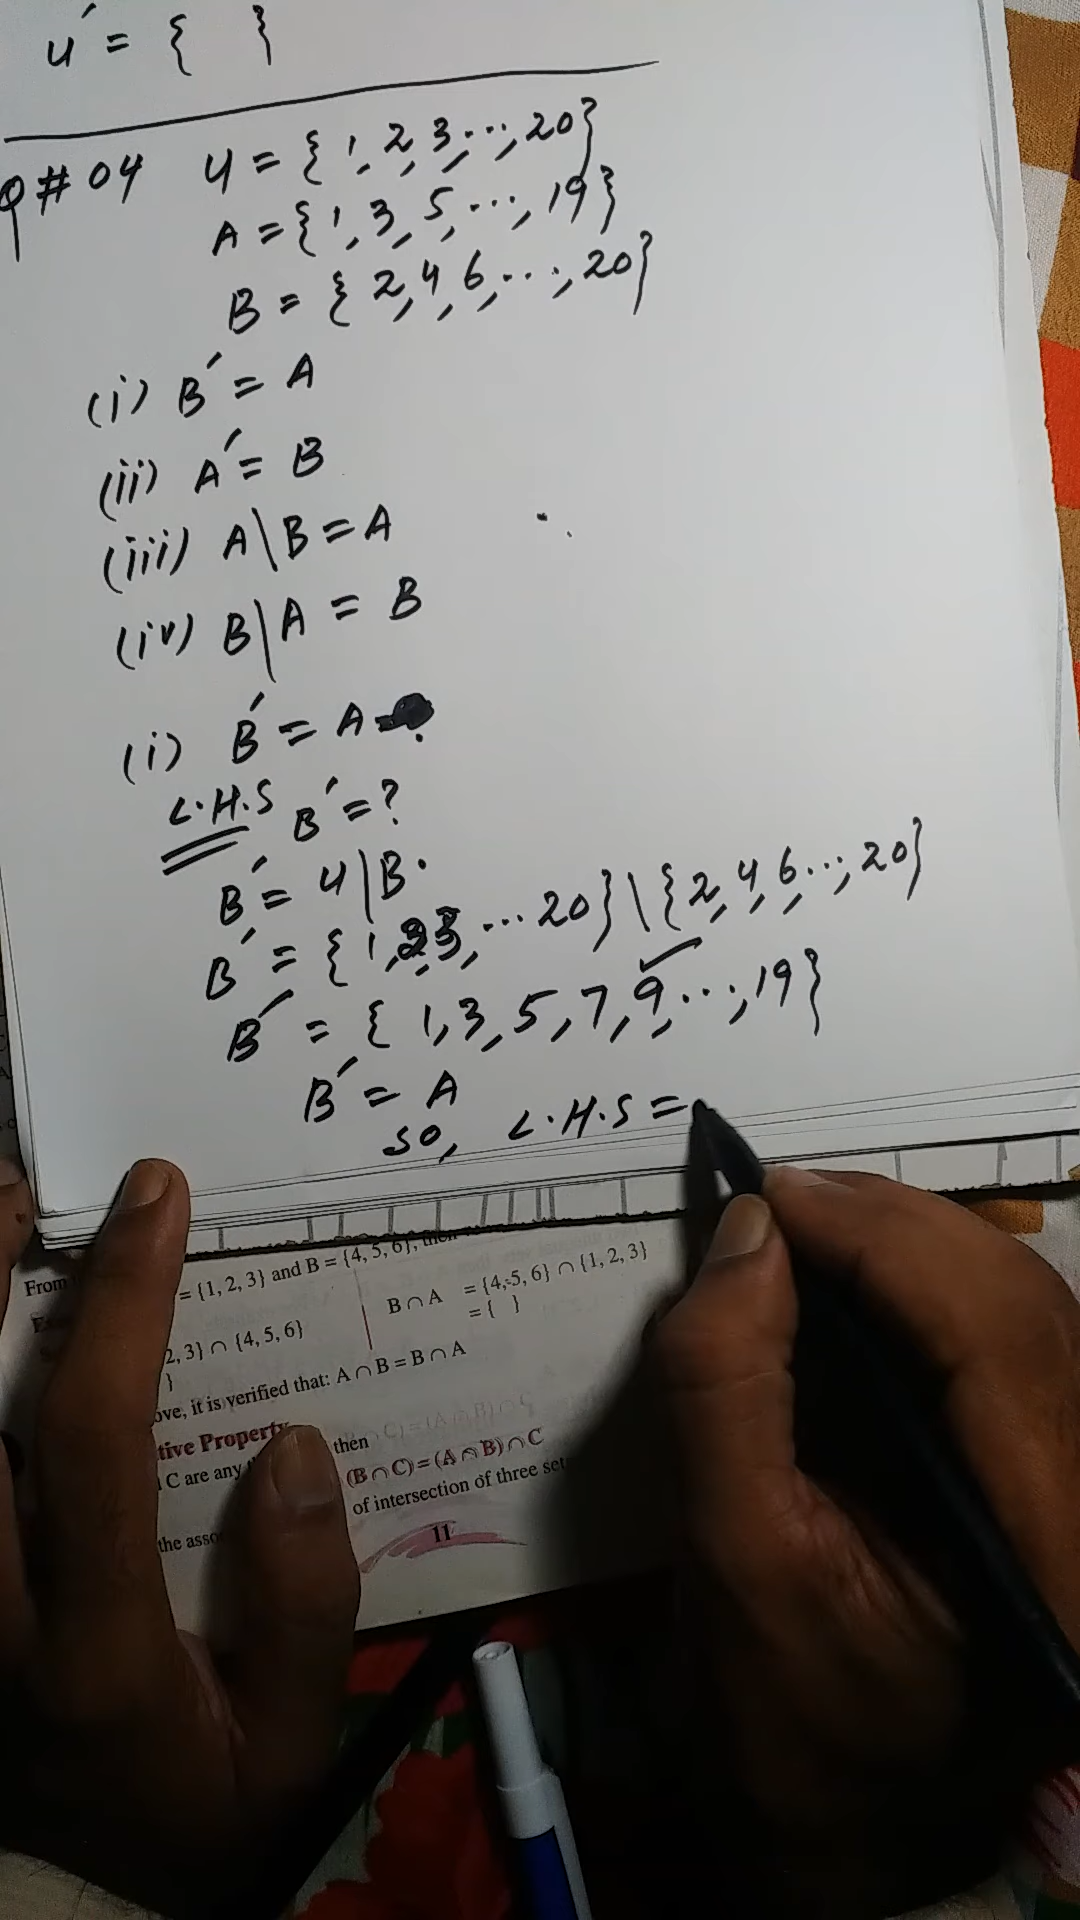 U′ = { }
Q # 04 U = {1, 2, 3, ..., 20}
A = {1, 3, 5, ..., 19}
B = {2, 4, 6, ..., 20}
(i) B′ = A
(ii) A′ = B
(iii) A \ B = A
(iv) B \ A = B
(i) B′ = A
L.H.S B′ = ?
B′ = U \ B.
B′ = {1, 2, 3, ... 20} \ {2, 4, 6, ..., 20}
B′ = {1, 3, 5, 7, 9, ..., 19}
B′ = A
so, L.H.S =
From = {1, 2, 3} and B = {4, 5, 6}, then
2, 3} ∩ {4, 5, 6}
}
B ∩ A = {4, 5, 6} ∩ {1, 2, 3}
= { }
ove, it is verified that: A ∩ B = B ∩ A
tive Property
C are any then
(B ∩ C) = (A ∩ B) ∩ C
the asso of intersection of three set
11